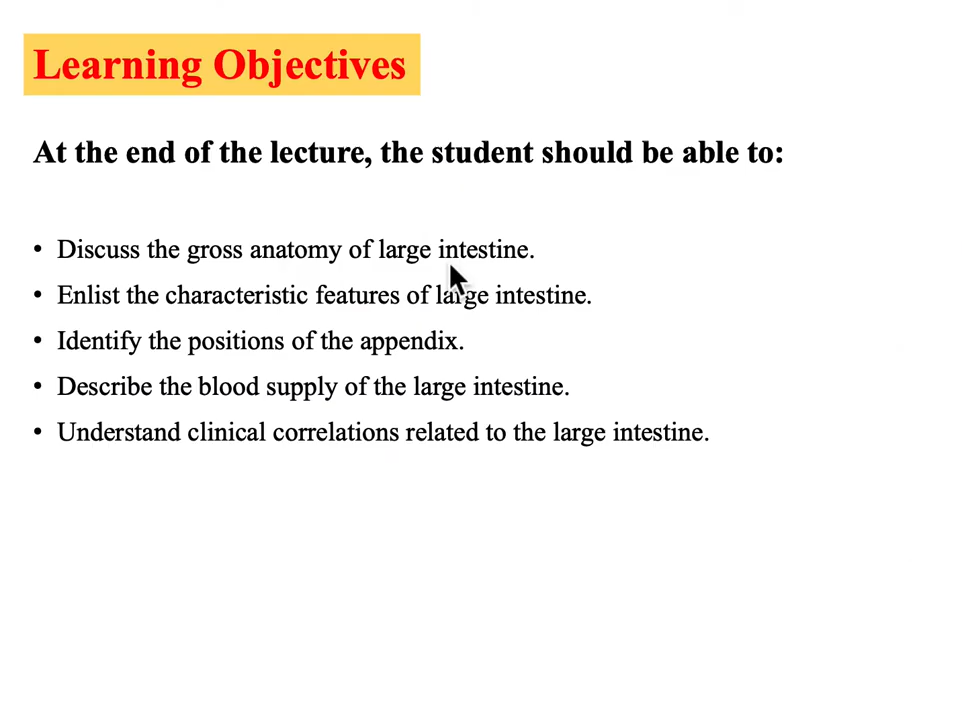 Learning Objectives
At the end of the lecture, the student should be able to:
• Discuss the gross anatomy of large intestine.
• Enlist the characteristic features of large intestine.
• Identify the positions of the appendix.
• Describe the blood supply of the large intestine.
• Understand clinical correlations related to the large intestine.